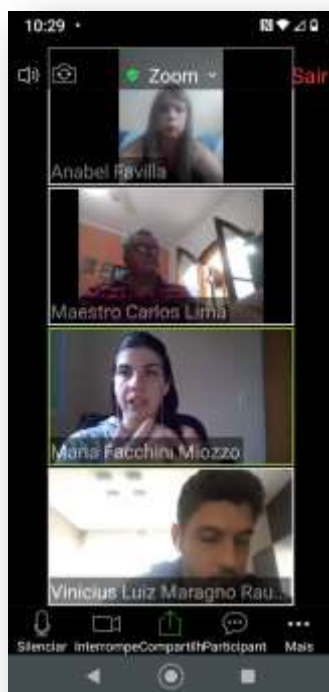 10:29
Zoom
Sair
Anabel Favilla
Maestro Carlos Lima
Maria Facchini Miozzo
Vinicius Luiz Maragno Rau...
Silenciar Interrompe Compartilh Participant Mais